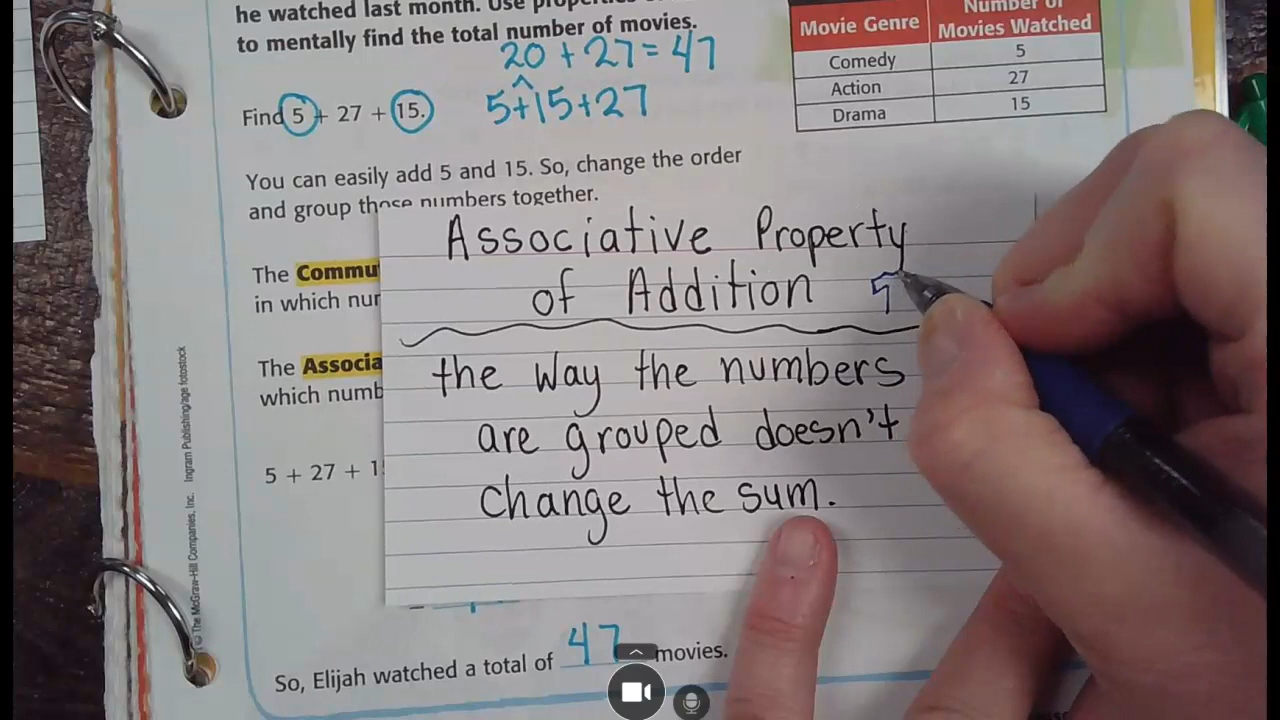 he watched last month. Use
to mentally find the total number of movies.
20 + 27 = 47
Find 5 + 27 + 15.
5+15+27
Number of
Movie Genre Movies Watched
Comedy 5
Action 27
Drama 15
You can easily add 5 and 15. So, change the order
and group those numbers together.
The Commu
in which nur
The Associa
which numb
5 + 27 + 1
Associative Property
of Addition 5
the way the numbers
are grouped doesn't
change the sum.
So, Elijah watched a total of 47 movies.
© The McGraw-Hill Companies, Inc. Ingram Publishing/age fotostock